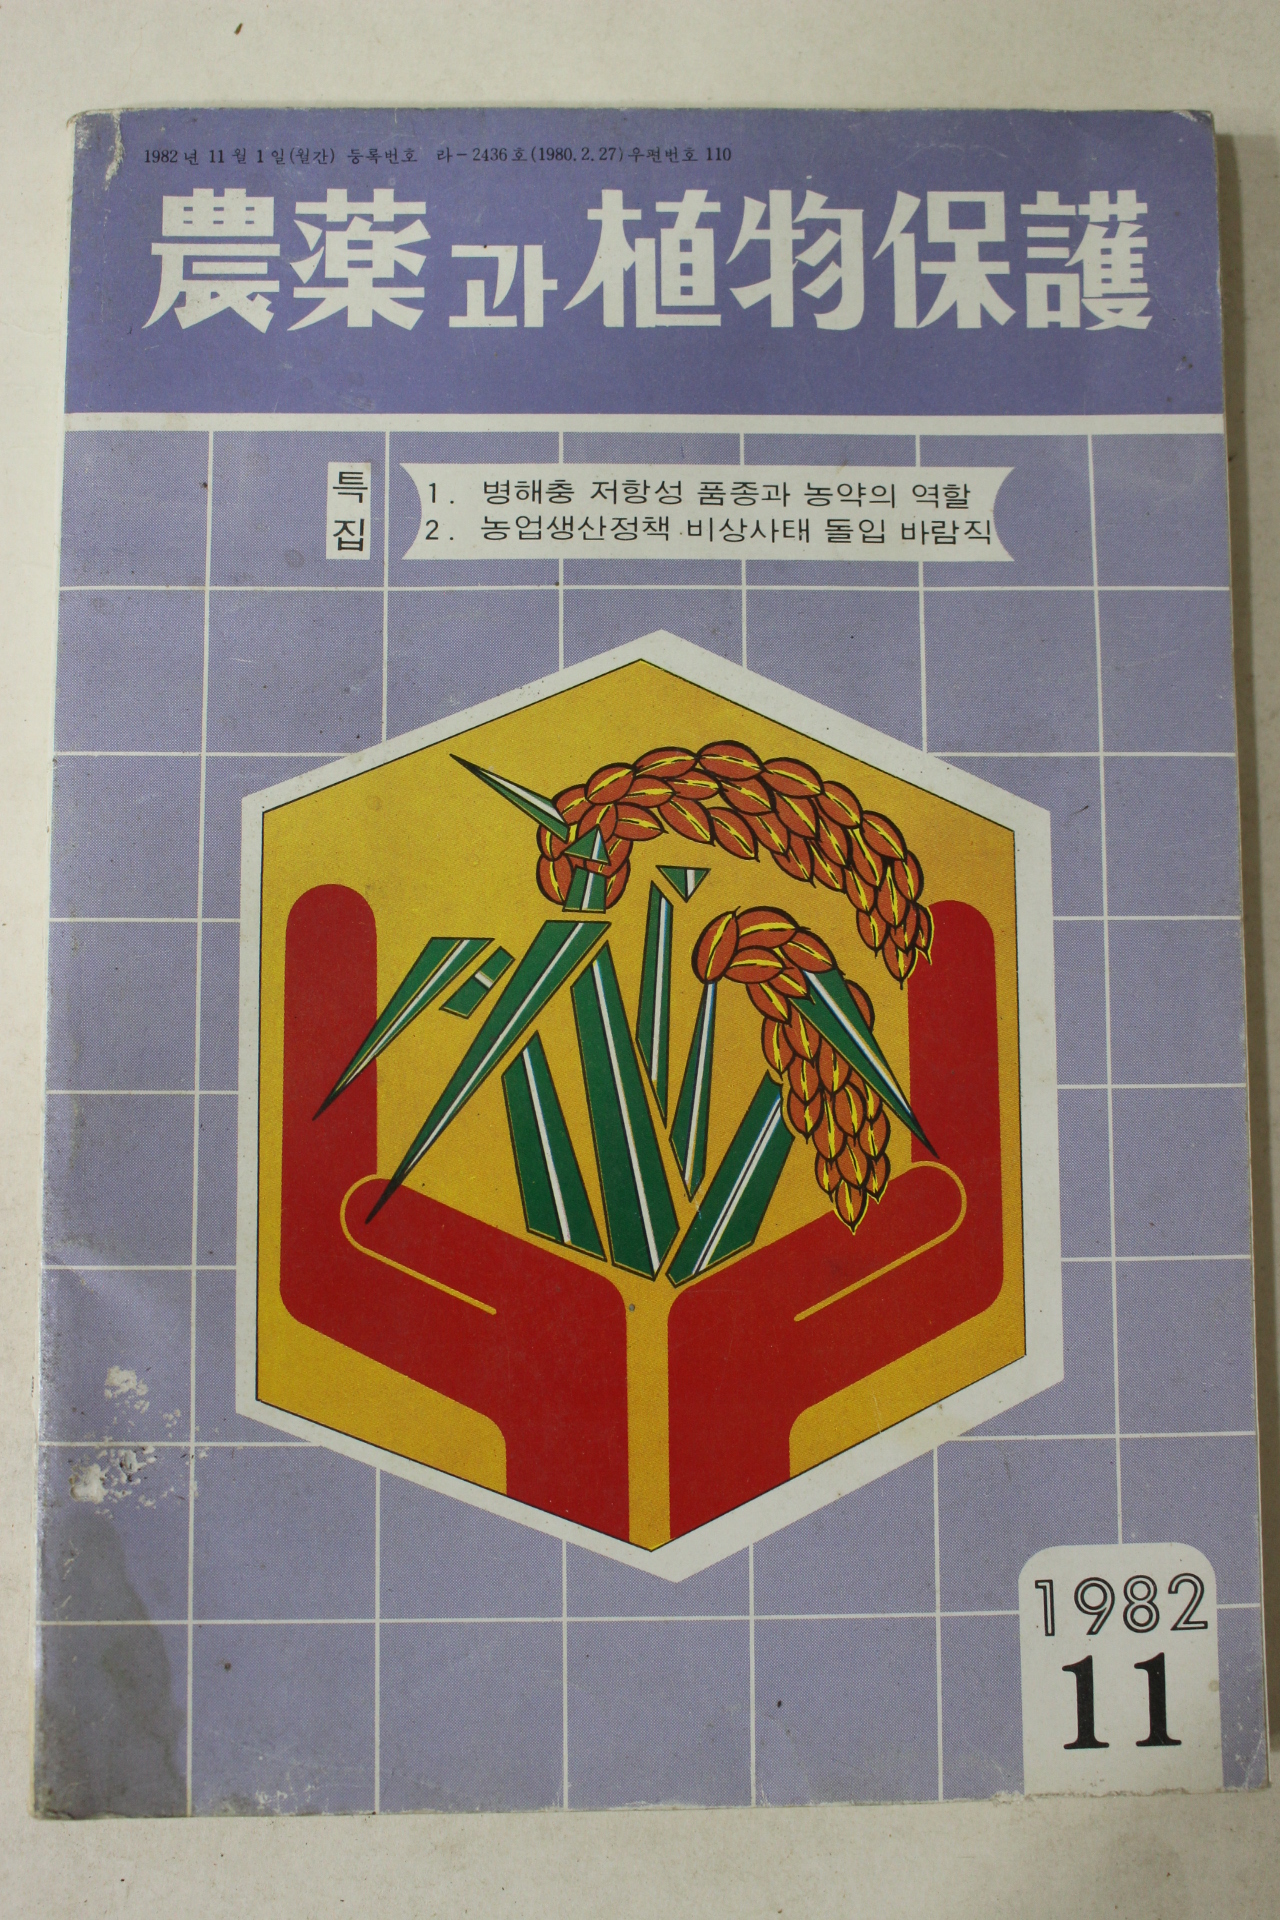 1982년 11월 1일(월간) 등록번호 라-2436호(1980.2.27)우편번호 110
農薬과植物保護
특집
1. 병해충 저항성 품종과 농약의 역할
2. 농업생산정책 비상사태 돌입 바람직
1982
11